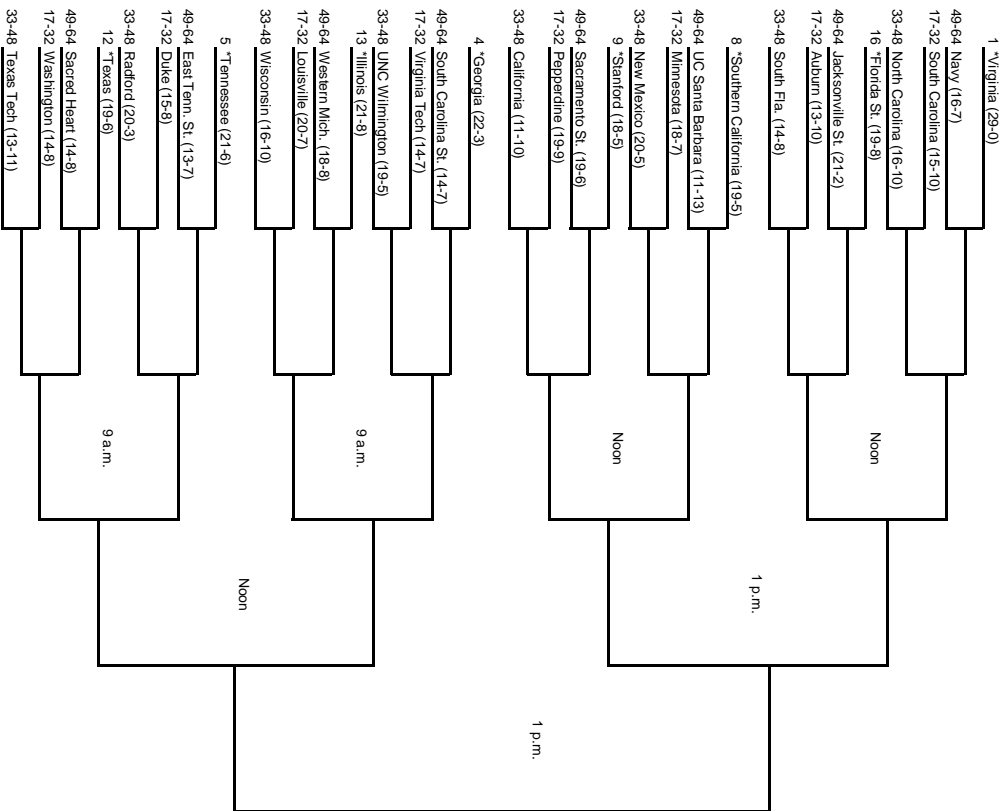 1 *Virginia (29-0)
49-64 Navy (16-7)
17-32 South Carolina (15-10)
33-48 North Carolina (16-10)
16 *Florida St. (19-8)
49-64 Jacksonville St. (21-2)
17-32 Auburn (13-10)
33-48 South Fla. (14-8)
8 *Southern California (19-5)
49-64 UC Santa Barbara (11-13)
17-32 Minnesota (18-7)
33-48 New Mexico (20-5)
9 *Stanford (18-5)
49-64 Sacramento St. (19-6)
17-32 Pepperdine (19-9)
33-48 California (11-10)
4 *Georgia (22-3)
49-64 South Carolina St. (14-7)
17-32 Virginia Tech (14-7)
33-48 UNC Wilmington (19-5)
13 *Illinois (21-8)
49-64 Western Mich. (18-8)
17-32 Louisville (20-7)
33-48 Wisconsin (16-10)
5 *Tennessee (21-6)
49-64 East Tenn. St. (13-7)
17-32 Duke (15-8)
33-48 Radford (20-3)
12 *Texas (19-6)
49-64 Sacred Heart (14-8)
17-32 Washington (14-8)
33-48 Texas Tech (13-11)
Noon
Noon
9 a.m.
9 a.m.
1 p.m.
Noon
1 p.m.